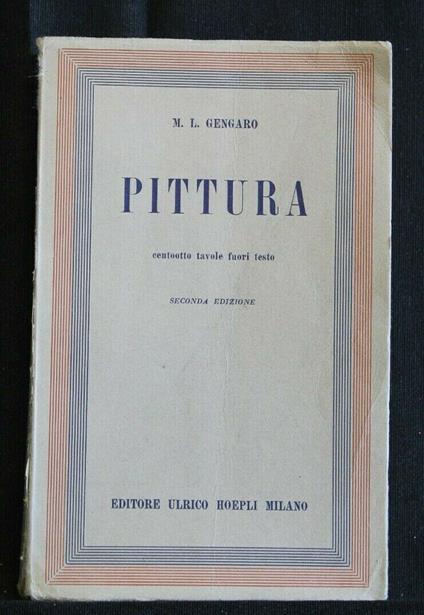 M. L. GENGARO
PITTURA
centootto tavole fuori testo
SECONDA EDIZIONE
EDITORE ULRICO HOEPLI MILANO